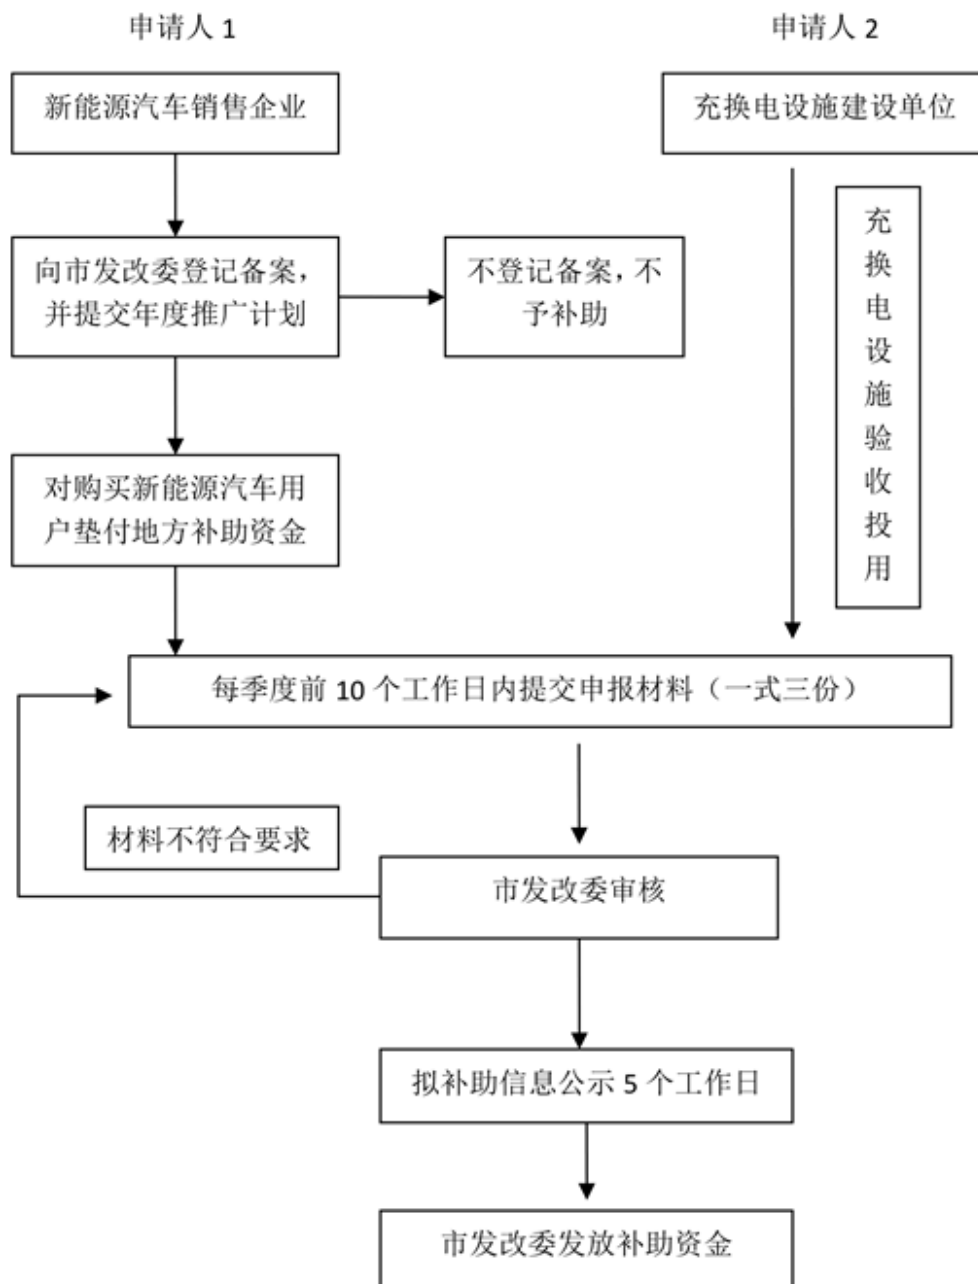 申请人 1
申请人 2
新能源汽车销售企业
充换电设施建设单位
充换电设施验收投用
向市发改委登记备案，
并提交年度推广计划
不登记备案，不
予补助
对购买新能源汽车用
户垫付地方补助资金
每季度前 10 个工作日内提交申报材料（一式三份）
材料不符合要求
市发改委审核
拟补助信息公示 5 个工作日
市发改委发放补助资金